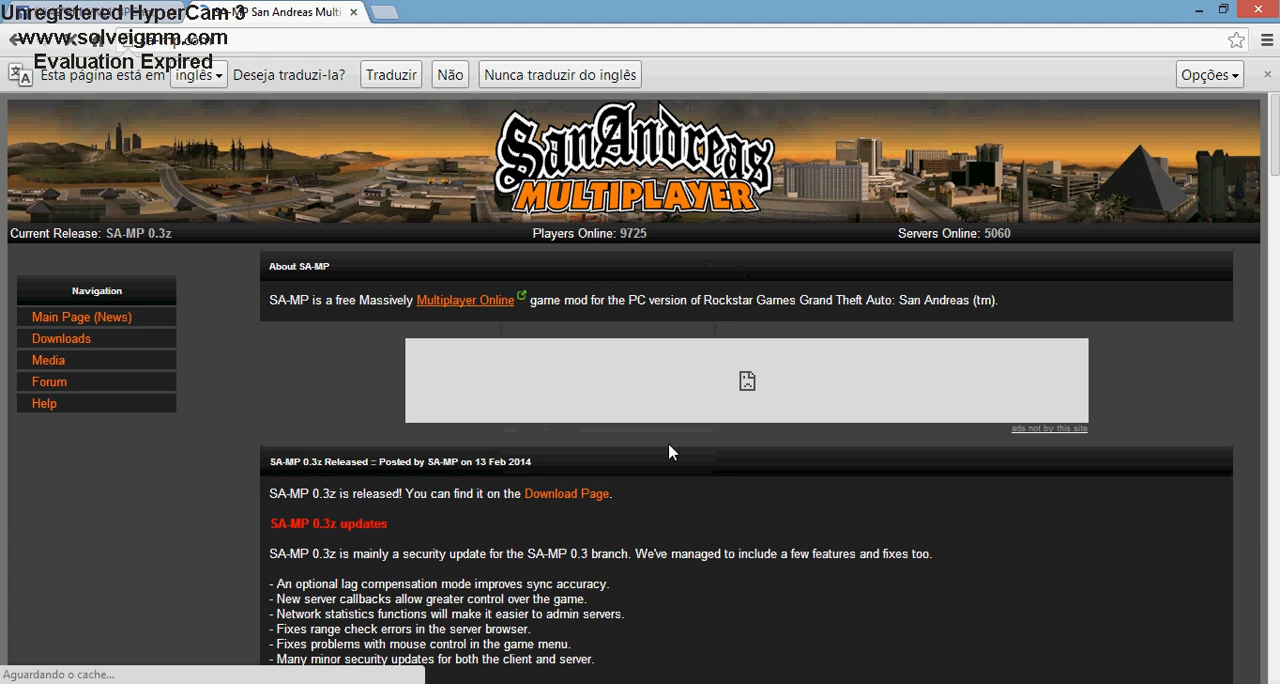 Unregistered HyperCam 3
SA-MP San Andreas Multi
www.solveigmm.com
Evaluation Expired
Esta página está em inglês Deseja traduzi-la? Traduzir Não Nunca traduzir do inglês Opções
San Andreas
MULTIPLAYER
Current Release: SA-MP 0.3z Players Online: 9725 Servers Online: 5060
Navigation
Main Page (News)
Downloads
Media
Forum
Help
About SA-MP
SA-MP is a free Massively Multiplayer Online game mod for the PC version of Rockstar Games Grand Theft Auto: San Andreas (tm).
ads not by this site
SA-MP 0.3z Released :: Posted by SA-MP on 13 Feb 2014
SA-MP 0.3z is released! You can find it on the Download Page.
SA-MP 0.3z updates
SA-MP 0.3z is mainly a security update for the SA-MP 0.3 branch. We've managed to include a few features and fixes too.
- An optional lag compensation mode improves sync accuracy.
- New server callbacks allow greater control over the game.
- Network statistics functions will make it easier to admin servers.
- Fixes range check errors in the server browser.
- Fixes problems with mouse control in the game menu.
- Many minor security updates for both the client and server.
Aguardando o cache...